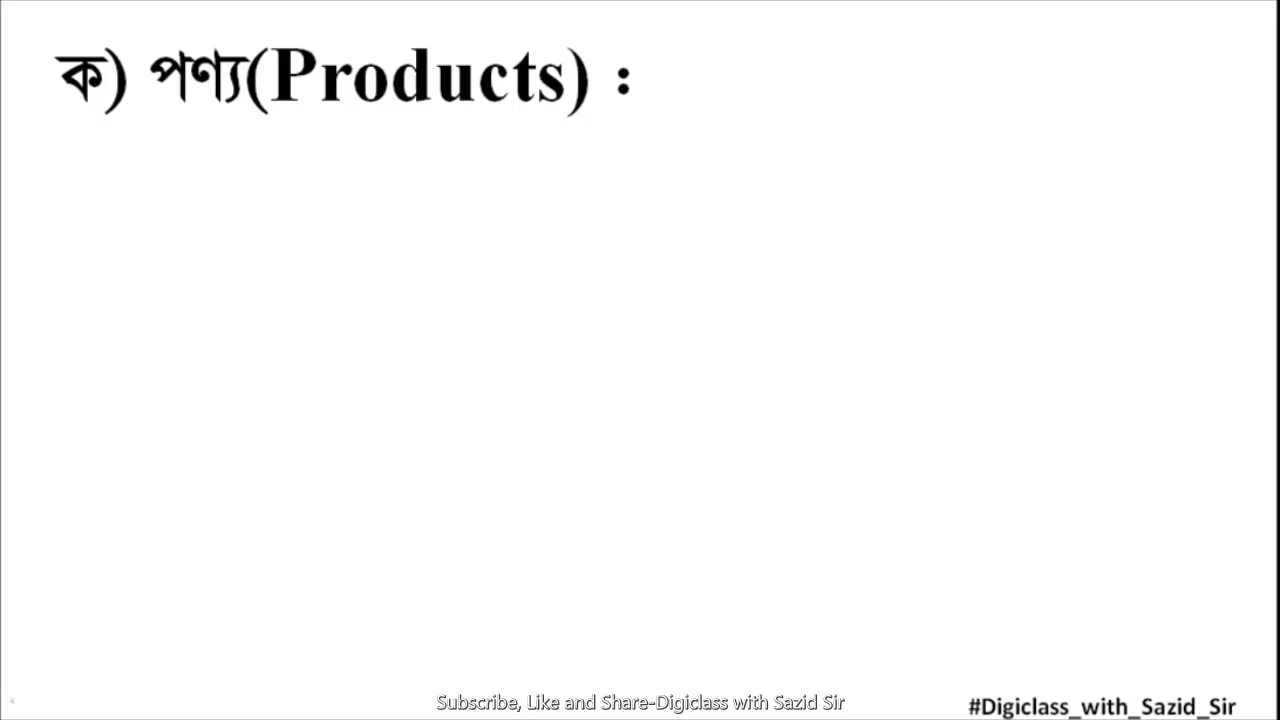 ক) পণ্য(Products) :
Subscribe, Like and Share-Digiclass with Sazid Sir
#Digiclass_with_Sazid_Sir